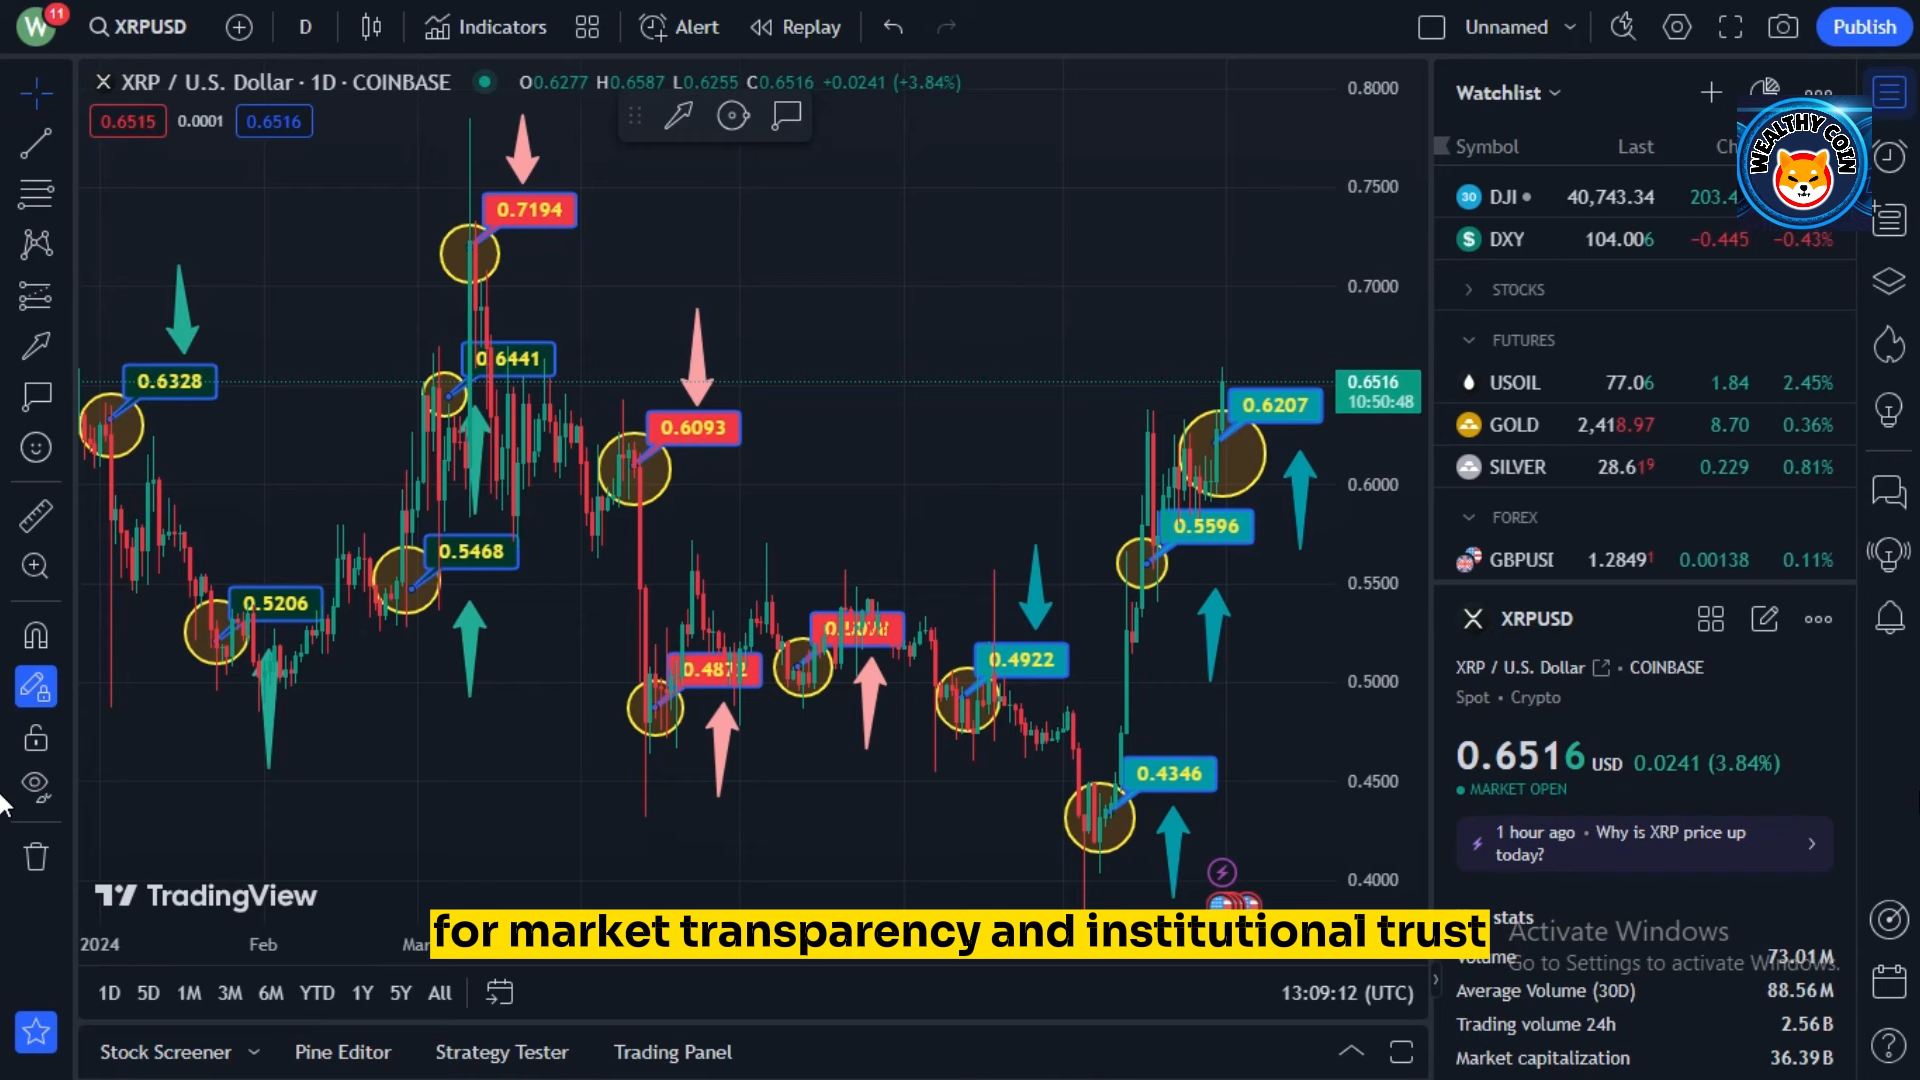 W 11 XRPUSD D Indicators Alert Replay Unnamed Publish
X XRP / U.S. Dollar · 1D · COINBASE O0.6277 H0.6587 L0.6255 C0.6516 +0.0241 (+3.84%)
0.6515 0.0001 0.6516
0.8000
0.7500
0.7000
0.6516
10:50:48
0.6000
0.5500
0.5000
0.4500
0.4000
0.7194
0.6441
0.6328
0.6093
0.6207
0.5468
0.5596
0.5206
0.4872
0.4922
0.4346
TradingView
for market transparency and institutional trust
2024 Feb
1D 5D 1M 3M 6M YTD 1Y 5Y All
13:09:12 (UTC)
Stock Screener Pine Editor Strategy Tester Trading Panel
Watchlist
WEALTHY COIN
Symbol Last
30 DJI 40,743.34
$ DXY 104.006 −0.445 −0.43%
STOCKS
FUTURES
USOIL 77.06 1.84 2.45%
GOLD 2,418.97 8.70 0.36%
SILVER 28.619 0.229 0.81%
FOREX
GBPUSI 1.28491 0.00138 0.11%
XRPUSD
XRP / U.S. Dollar · COINBASE
Spot · Crypto
0.6516 USD 0.0241 (3.84%)
MARKET OPEN
1 hour ago · Why is XRP price up
today?
stats
Activate Windows
Go to Settings to activate Windows.
73.01M
Average Volume (30D) 88.56M
Trading volume 24h 2.56B
Market capitalization 36.39B